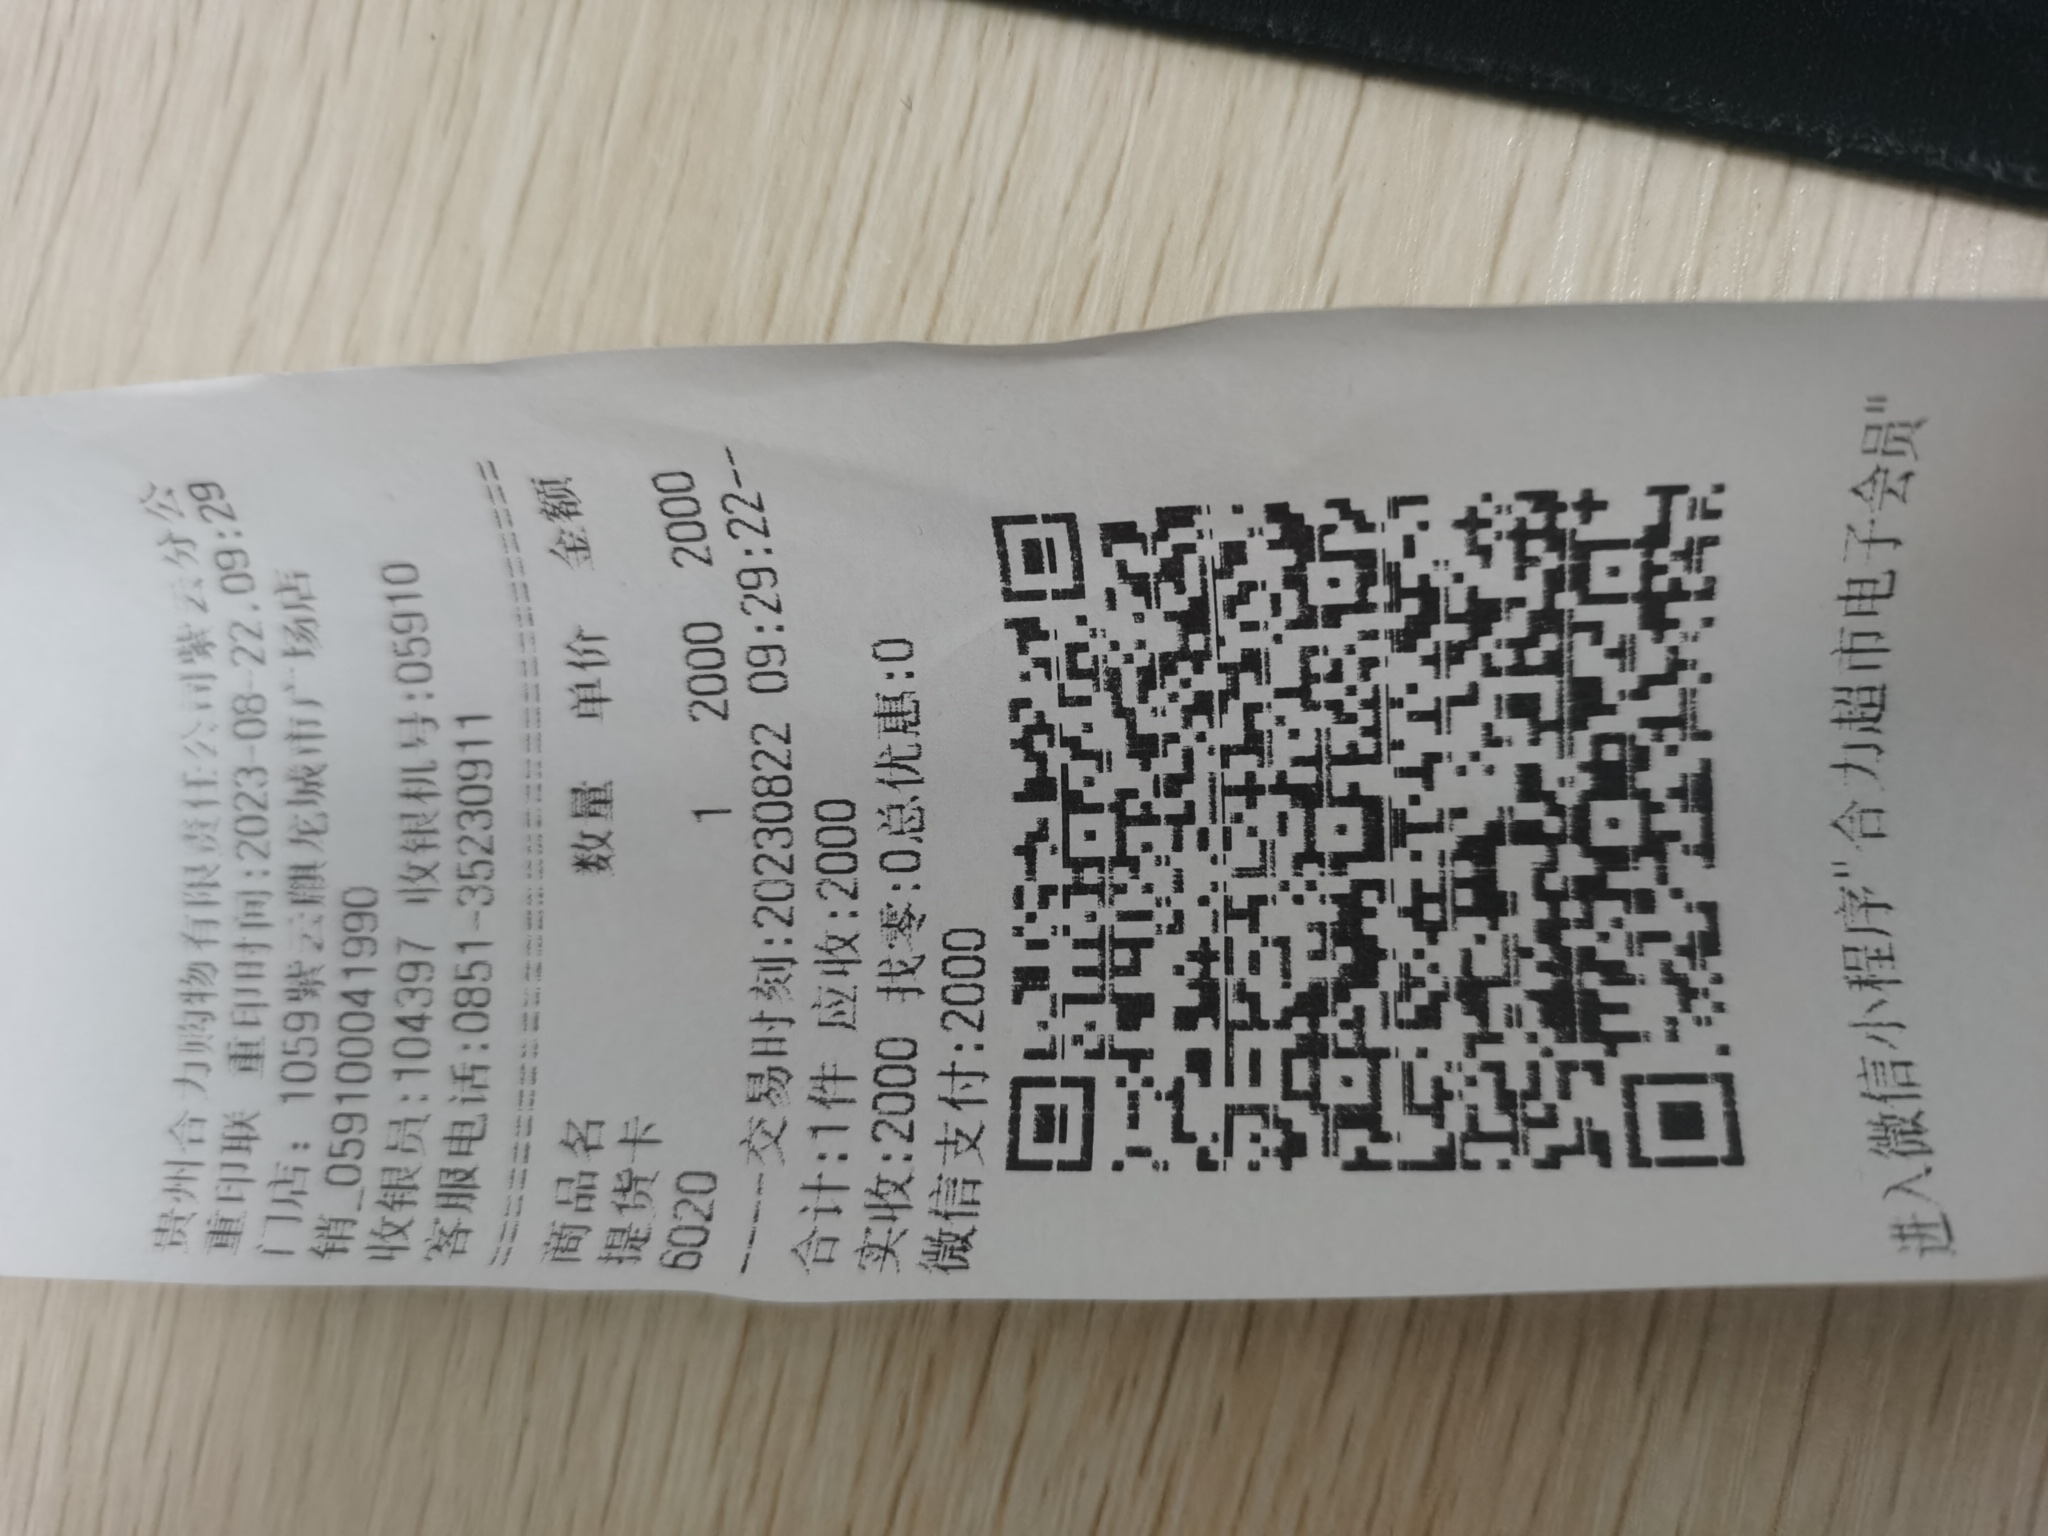 贵州合力购物有限责任公司紫云分公
重印联 重印时间:2023-08-22.09:29
门店: 1059紫云麒龙城市广场店
销_0591000041990
收银员:104397 收银机号:059910
客服电话:0851-35230911
================================
商品名 数量 单价 金额
提货卡
6020 1 2000 2000
----交易时刻:20230822 09:29:22--
合计:1件 应收:2000
实收:2000 找零:0总优惠:0
微信支付:2000
进入微信小程序"合力超市电子会员"